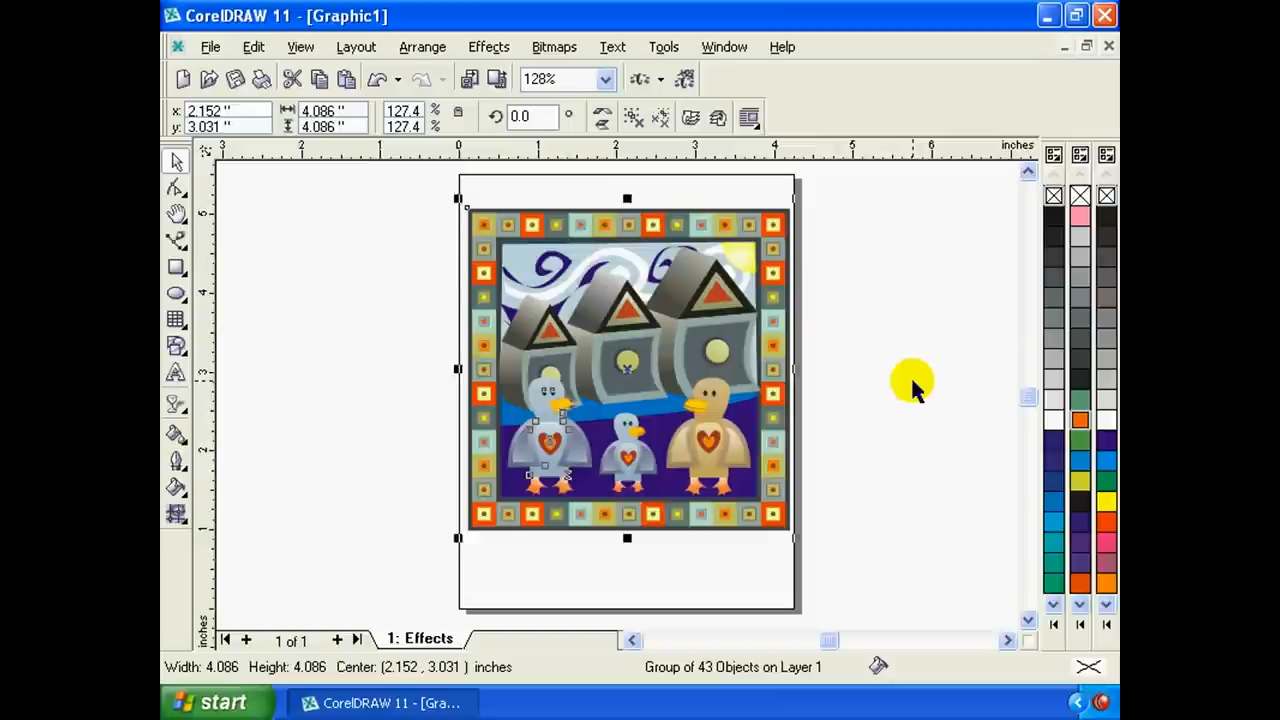 CorelDRAW 11 - [Graphic1]
File Edit View Layout Arrange Effects Bitmaps Text Tools Window Help
128%
x: 2.152 " 4.086 " 127.4 % 0.0 °
y: 3.031 " 4.086 " 127.4 %
3 2 1 0 1 2 3 4 5 6 inches
5
4
3
2
1
inches
1 of 1 1: Effects
Width: 4.086 Height: 4.086 Center: (2.152 , 3.031 ) inches Group of 43 Objects on Layer 1
start CorelDRAW 11 - [Gra...